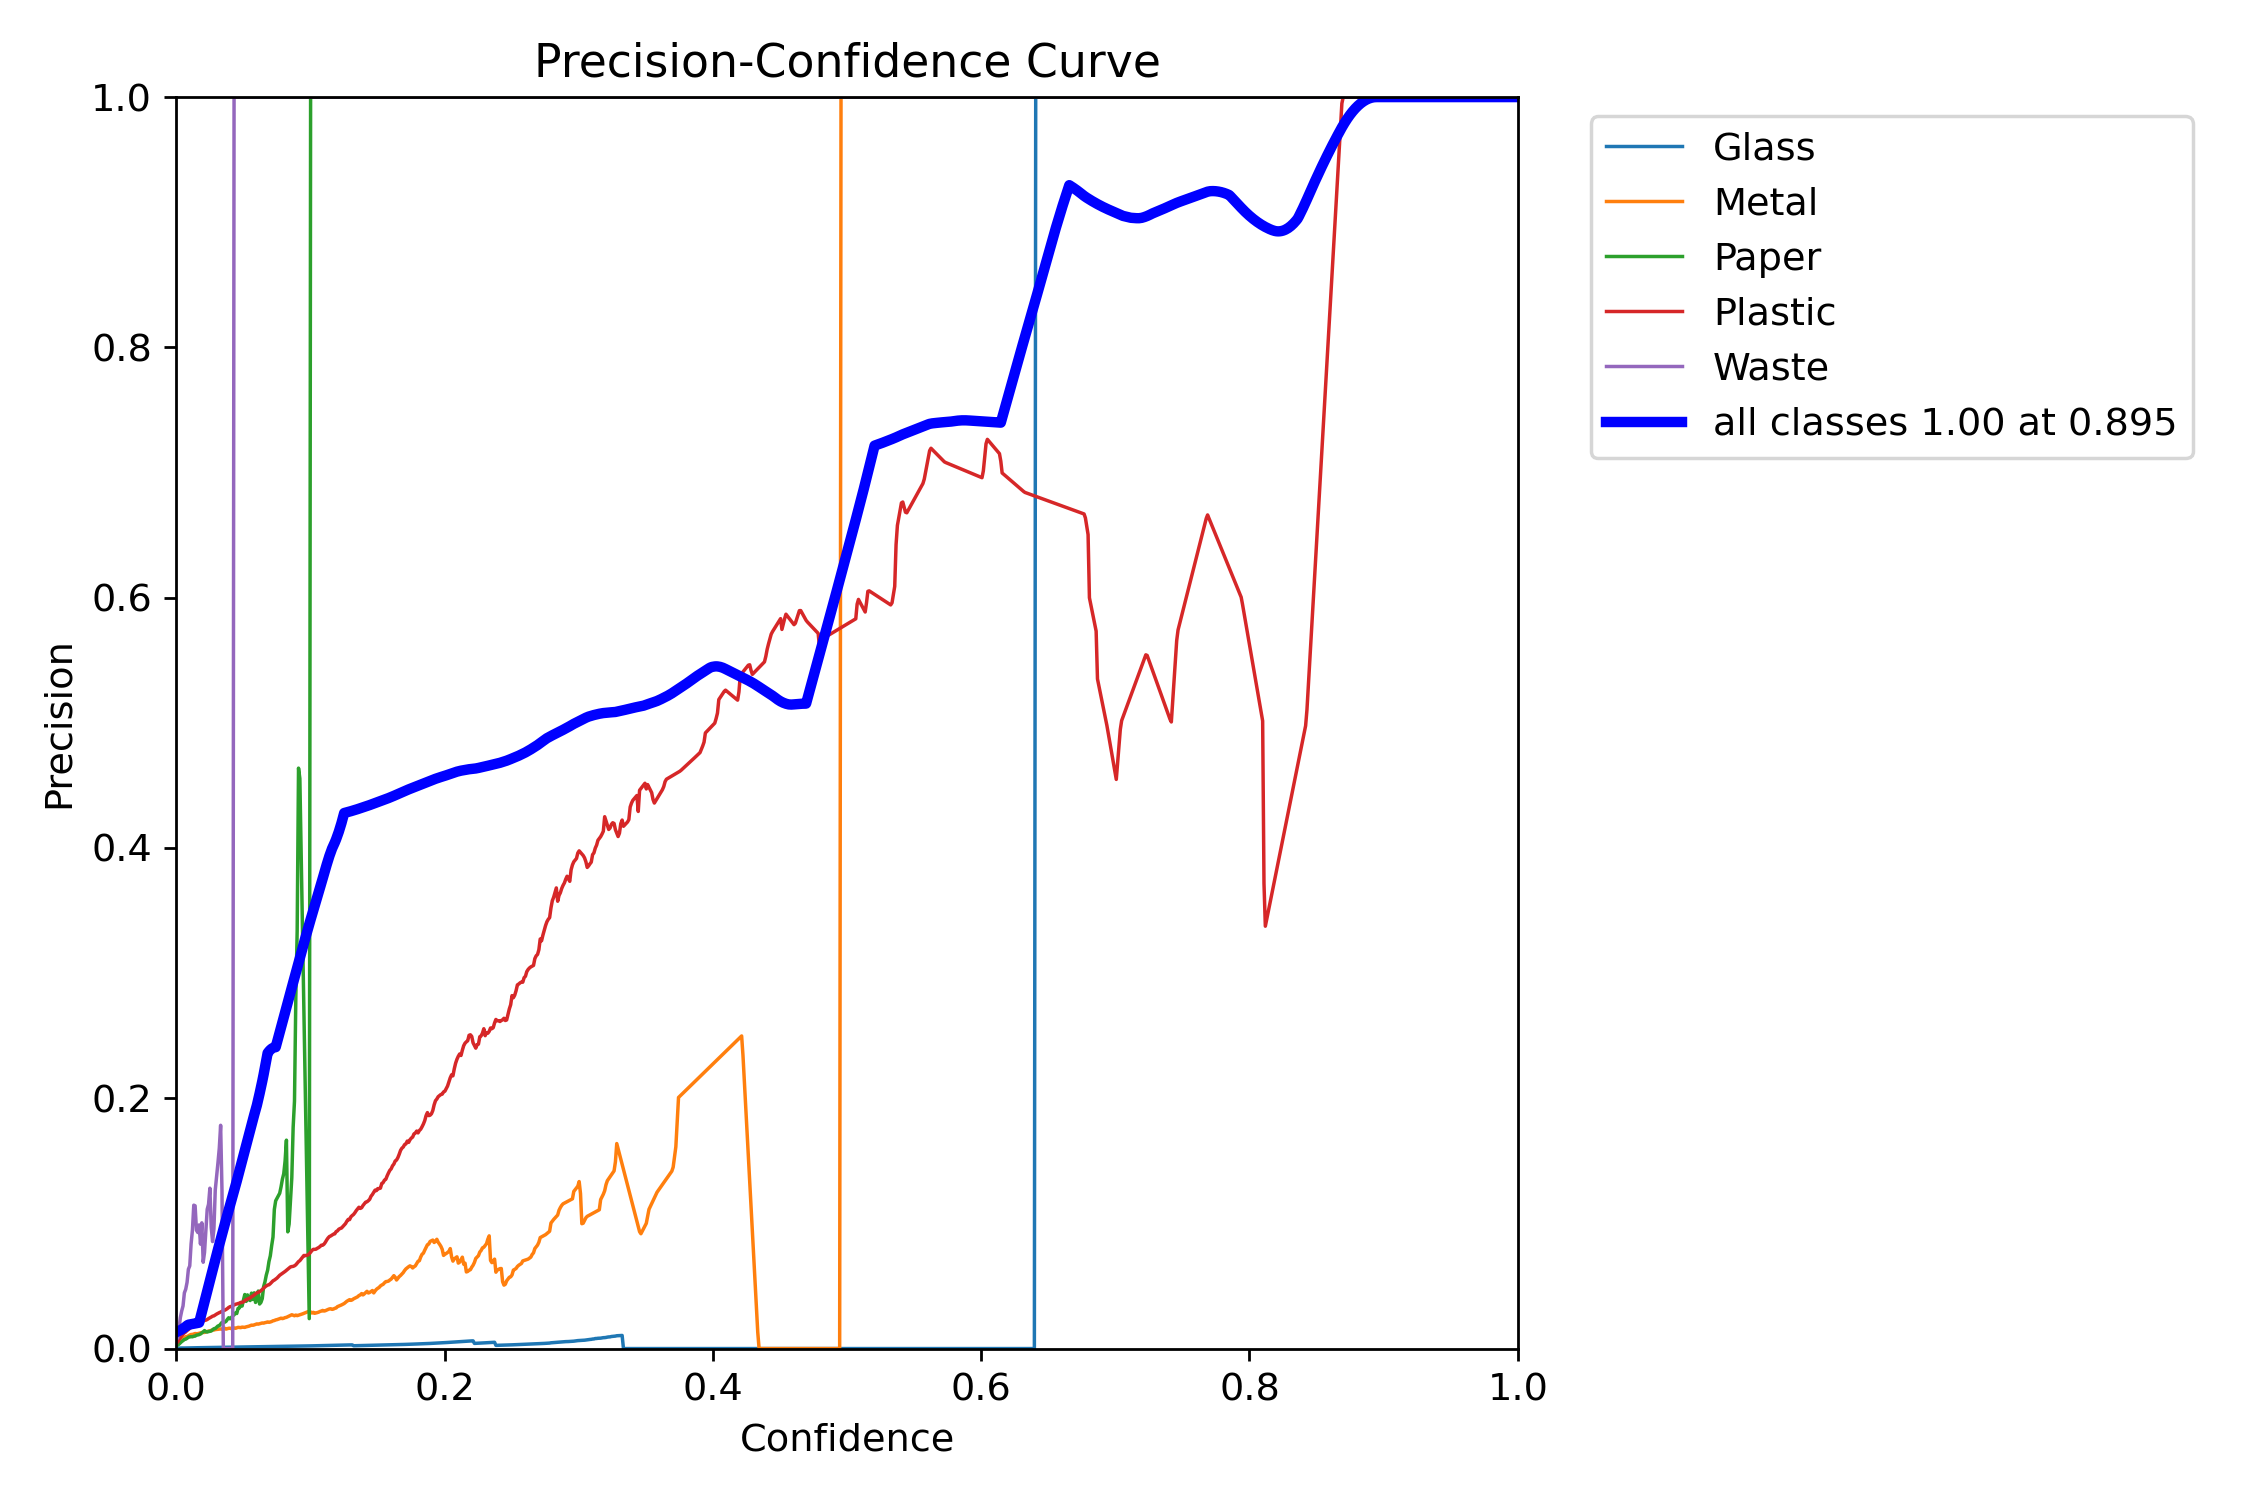 Precision-Confidence Curve
1.0
0.8
0.6
0.4
0.2
0.0
Precision
0.0 0.2 0.4 0.6 0.8 1.0
Confidence
Glass
Metal
Paper
Plastic
Waste
all classes 1.00 at 0.895